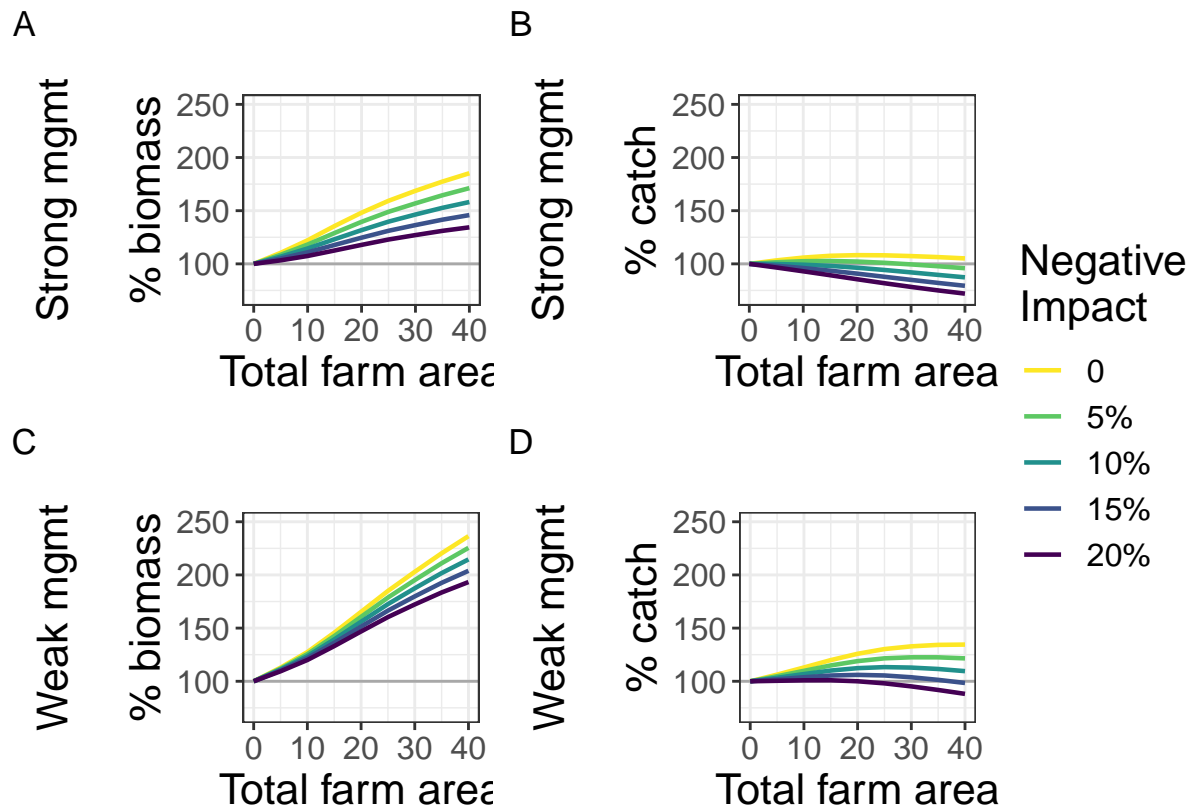 A
Strong mgmt
% biomass
250
200
150
100
0 10 20 30 40
Total farm area
B
Strong mgmt
% catch
250
200
150
100
0 10 20 30 40
Total farm area
C
Weak mgmt
% biomass
250
200
150
100
0 10 20 30 40
Total farm area
D
Weak mgmt
% catch
250
200
150
100
0 10 20 30 40
Total farm area
Negative
Impact
0
5%
10%
15%
20%